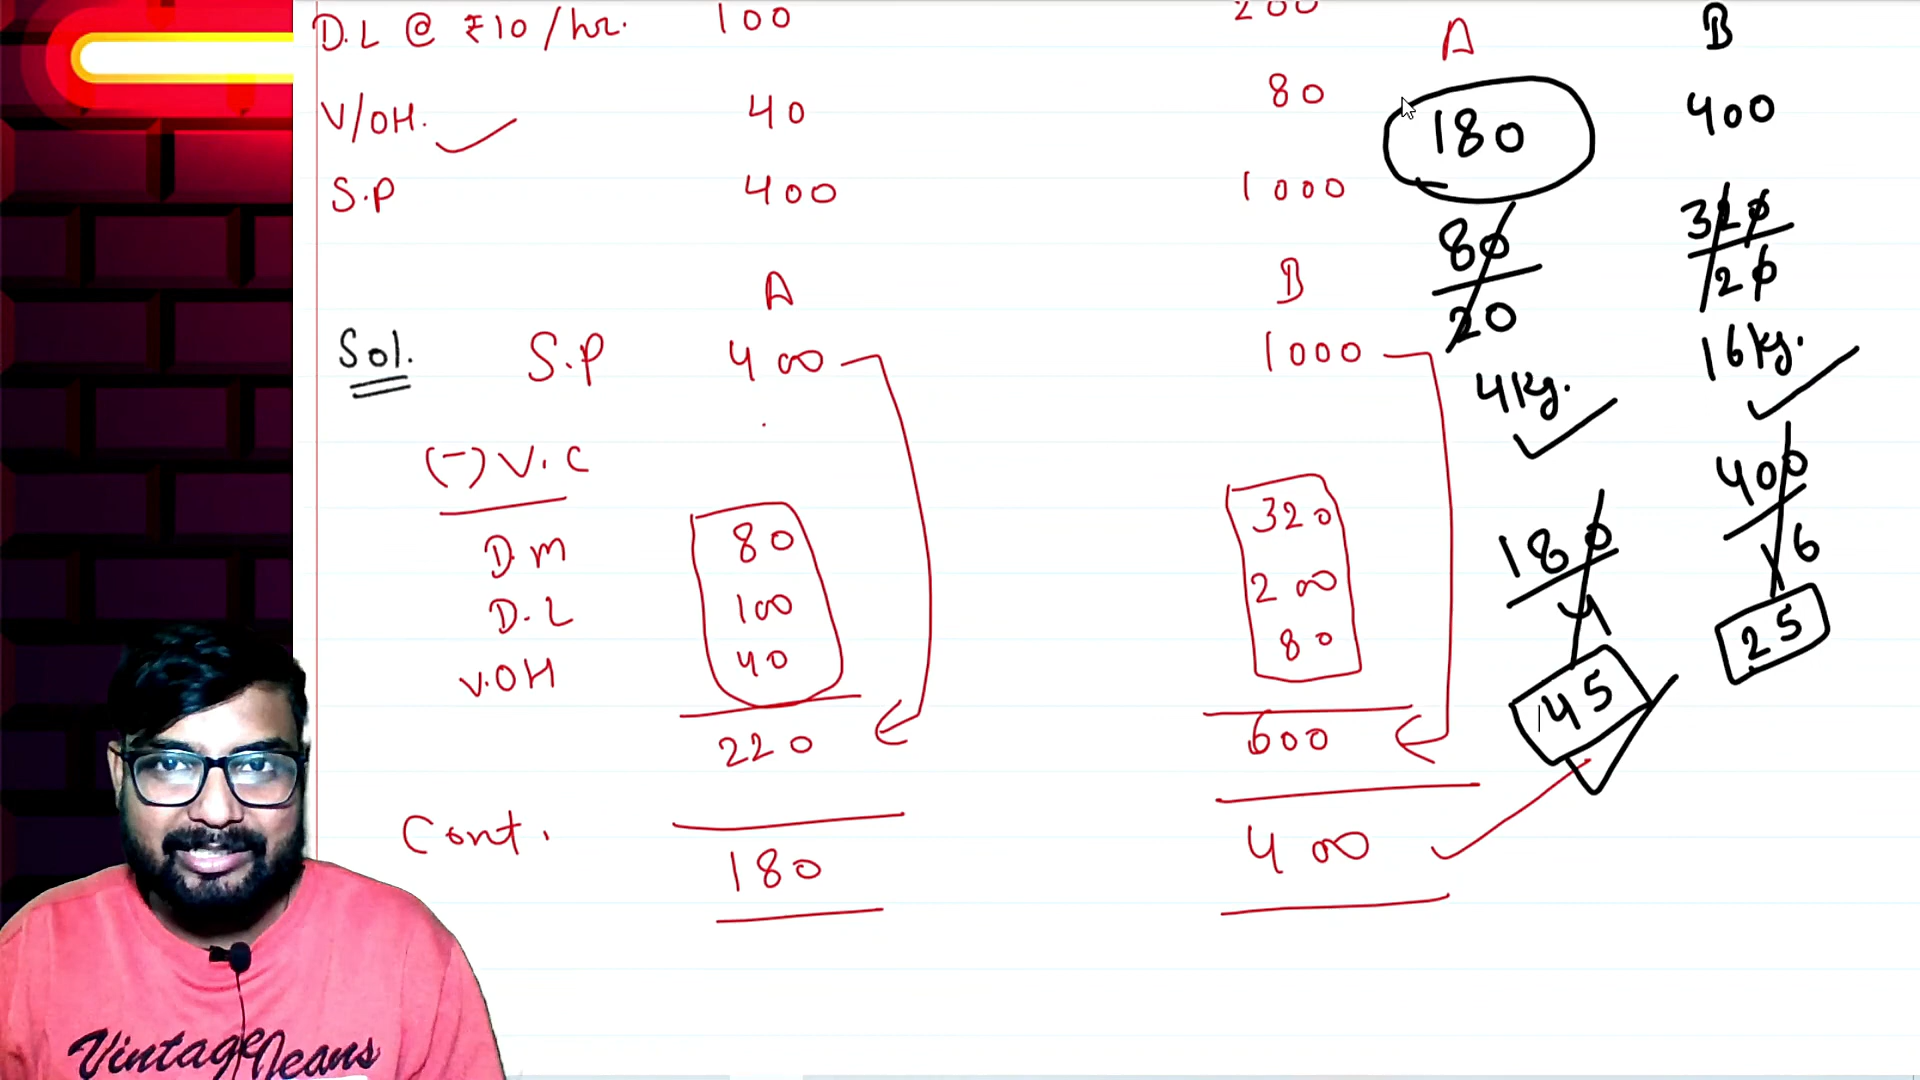 D.L @ ₹10/hr. 100 200
V/OH. 40 80
S.P 400 1000
A B
Sol. S.P 400 1000
(-) V.C
D.m 80 320
D.L 100 200
V.OH 40 80
220 600
Cont. 180 400
A B
180 400
80 320
20 20
4kg. 16kg.
180 400
4 16
45 25
Vintage Jeans